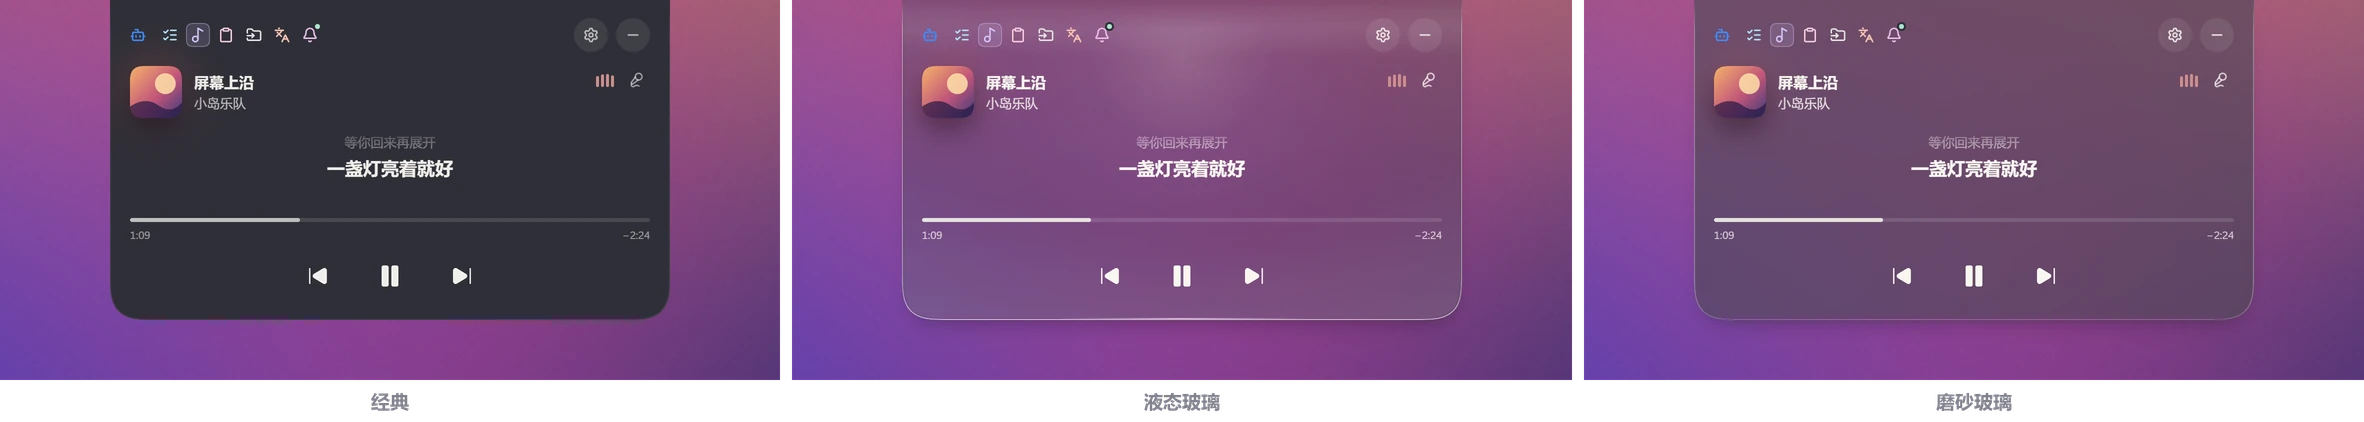 屏幕上沿
小岛乐队
等你回来再展开
一盏灯亮着就好
1:09
−2:24
经典
屏幕上沿
小岛乐队
等你回来再展开
一盏灯亮着就好
1:09
−2:24
液态玻璃
屏幕上沿
小岛乐队
等你回来再展开
一盏灯亮着就好
1:09
−2:24
磨砂玻璃